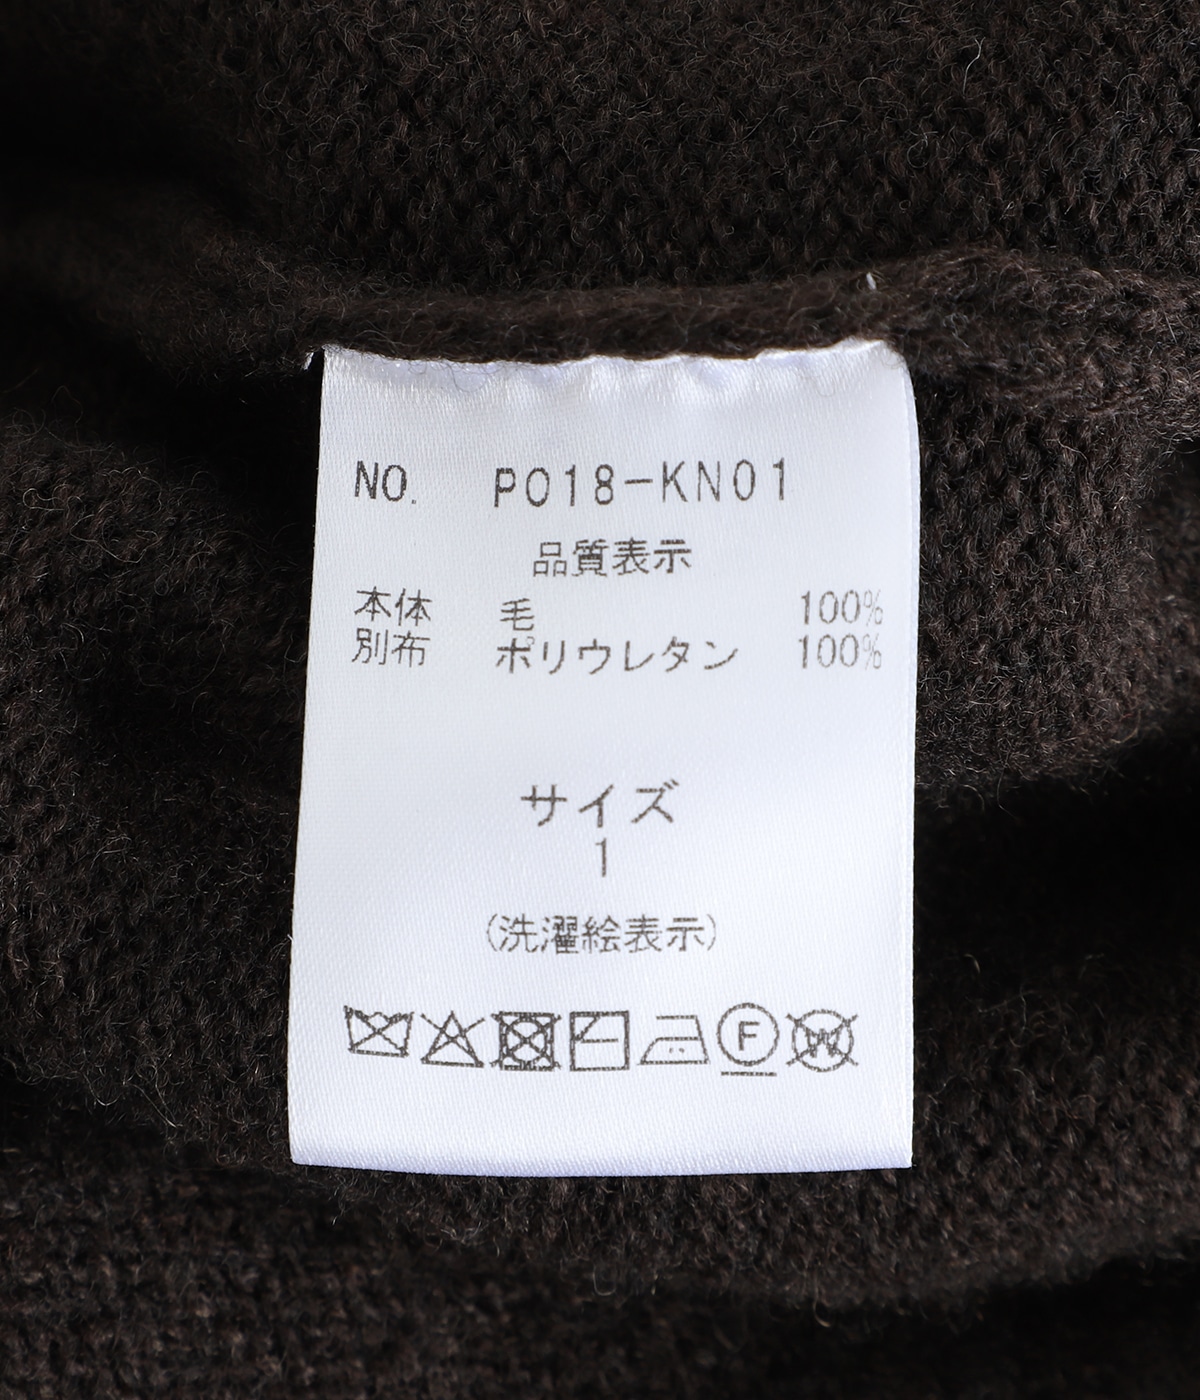 NO. P018-KN01
品質表示
本体 毛 100%
別布 ポリウレタン 100%
サイズ
1
(洗濯絵表示)
F W